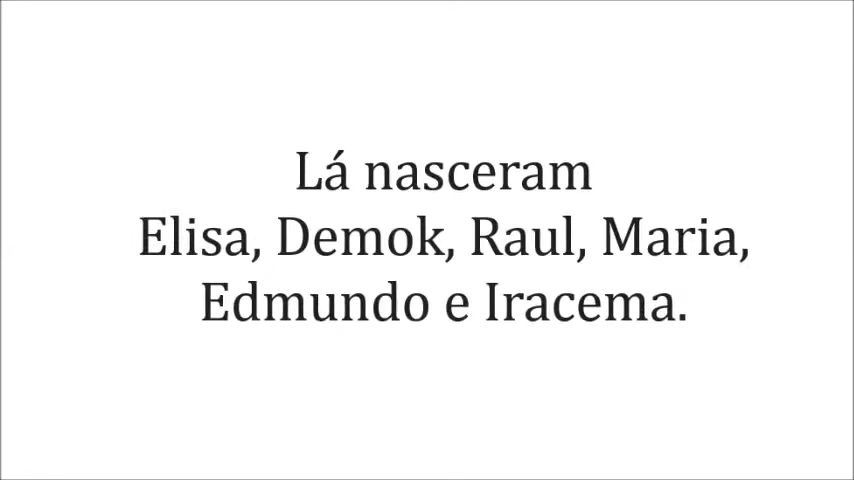 Lá nasceram
Elisa, Demok, Raul, Maria,
Edmundo e Iracema.